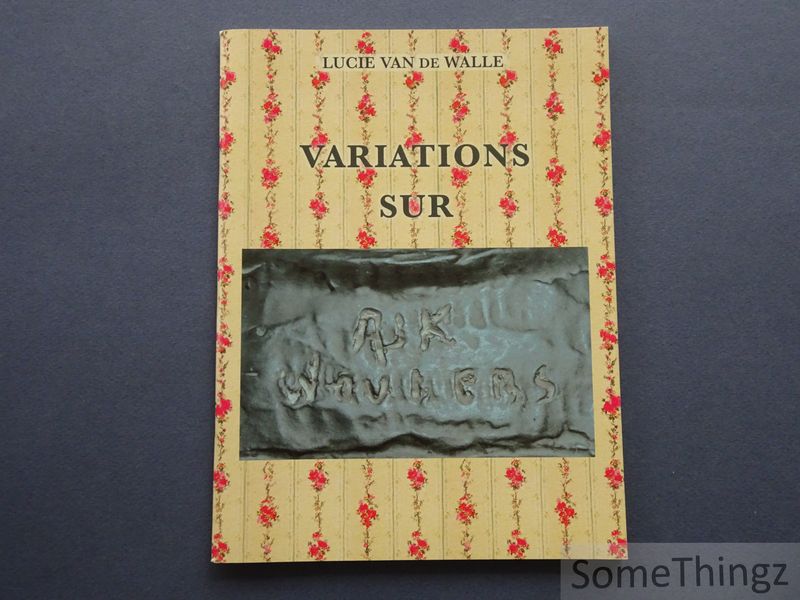 LUCIE VAN DE WALLE
VARIATIONS
SUR
RIK
WOUTERS
SomeThingz